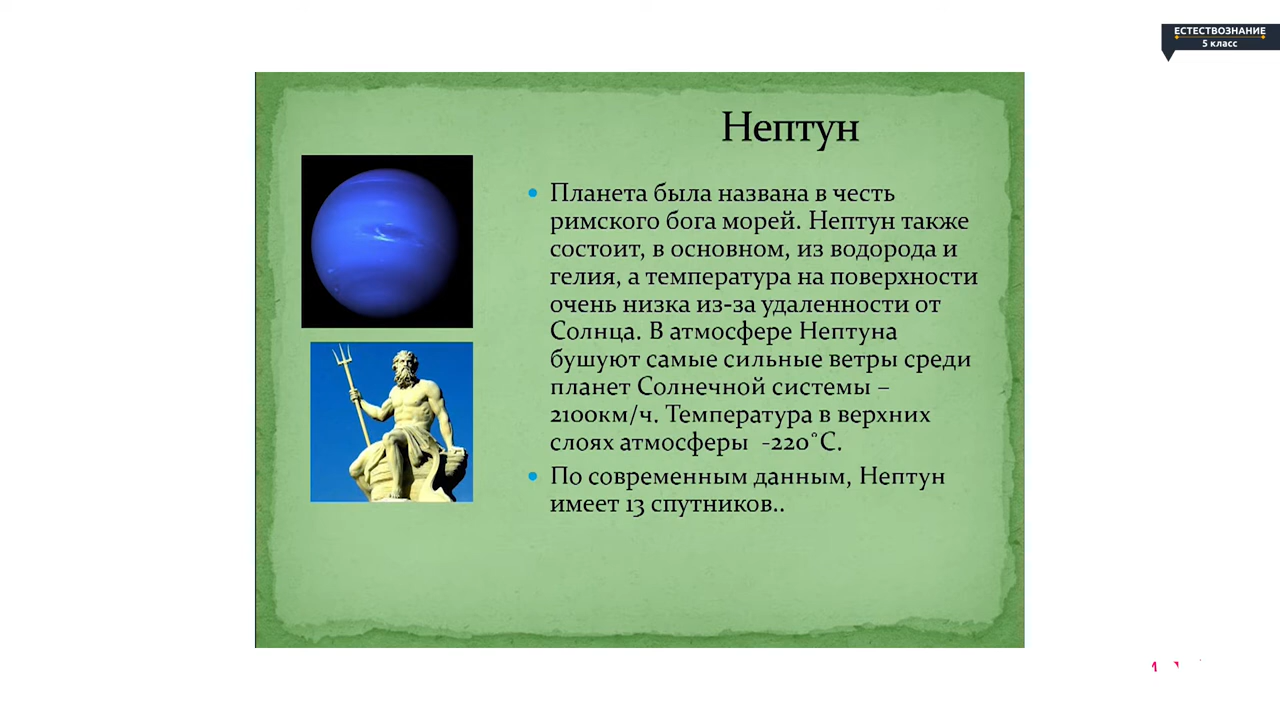 ЕСТЕСТВОЗНАНИЕ
5 класс
Нептун
Планета была названа в честь
римского бога морей. Нептун также
состоит, в основном, из водорода и
гелия, а температура на поверхности
очень низка из-за удаленности от
Солнца. В атмосфере Нептуна
бушуют самые сильные ветры среди
планет Солнечной системы –
2100км/ч. Температура в верхних
слоях атмосферы -220˚С.
По современным данным, Нептун
имеет 13 спутников..